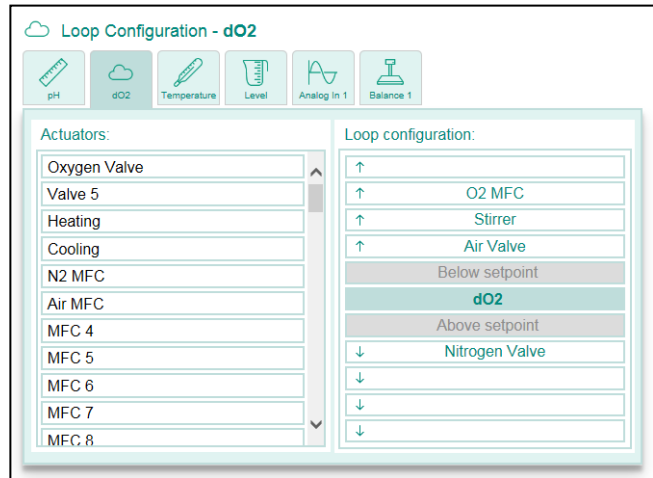 Loop Configuration - dO2
pH
dO2
Temperature
Level
Analog In 1
Balance 1
Actuators:
Oxygen Valve
Valve 5
Heating
Cooling
N2 MFC
Air MFC
MFC 4
MFC 5
MFC 6
MFC 7
MFC 8
Loop configuration:
↑
↑ O2 MFC
↑ Stirrer
↑ Air Valve
Below setpoint
dO2
Above setpoint
↓ Nitrogen Valve
↓
↓
↓